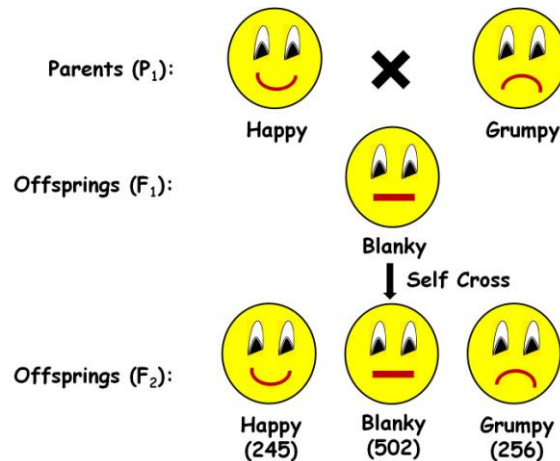 Parents (P₁):
Happy
Grumpy
Offsprings (F₁):
Blanky
Self Cross
Offsprings (F₂):
Happy
(245)
Blanky
(502)
Grumpy
(256)